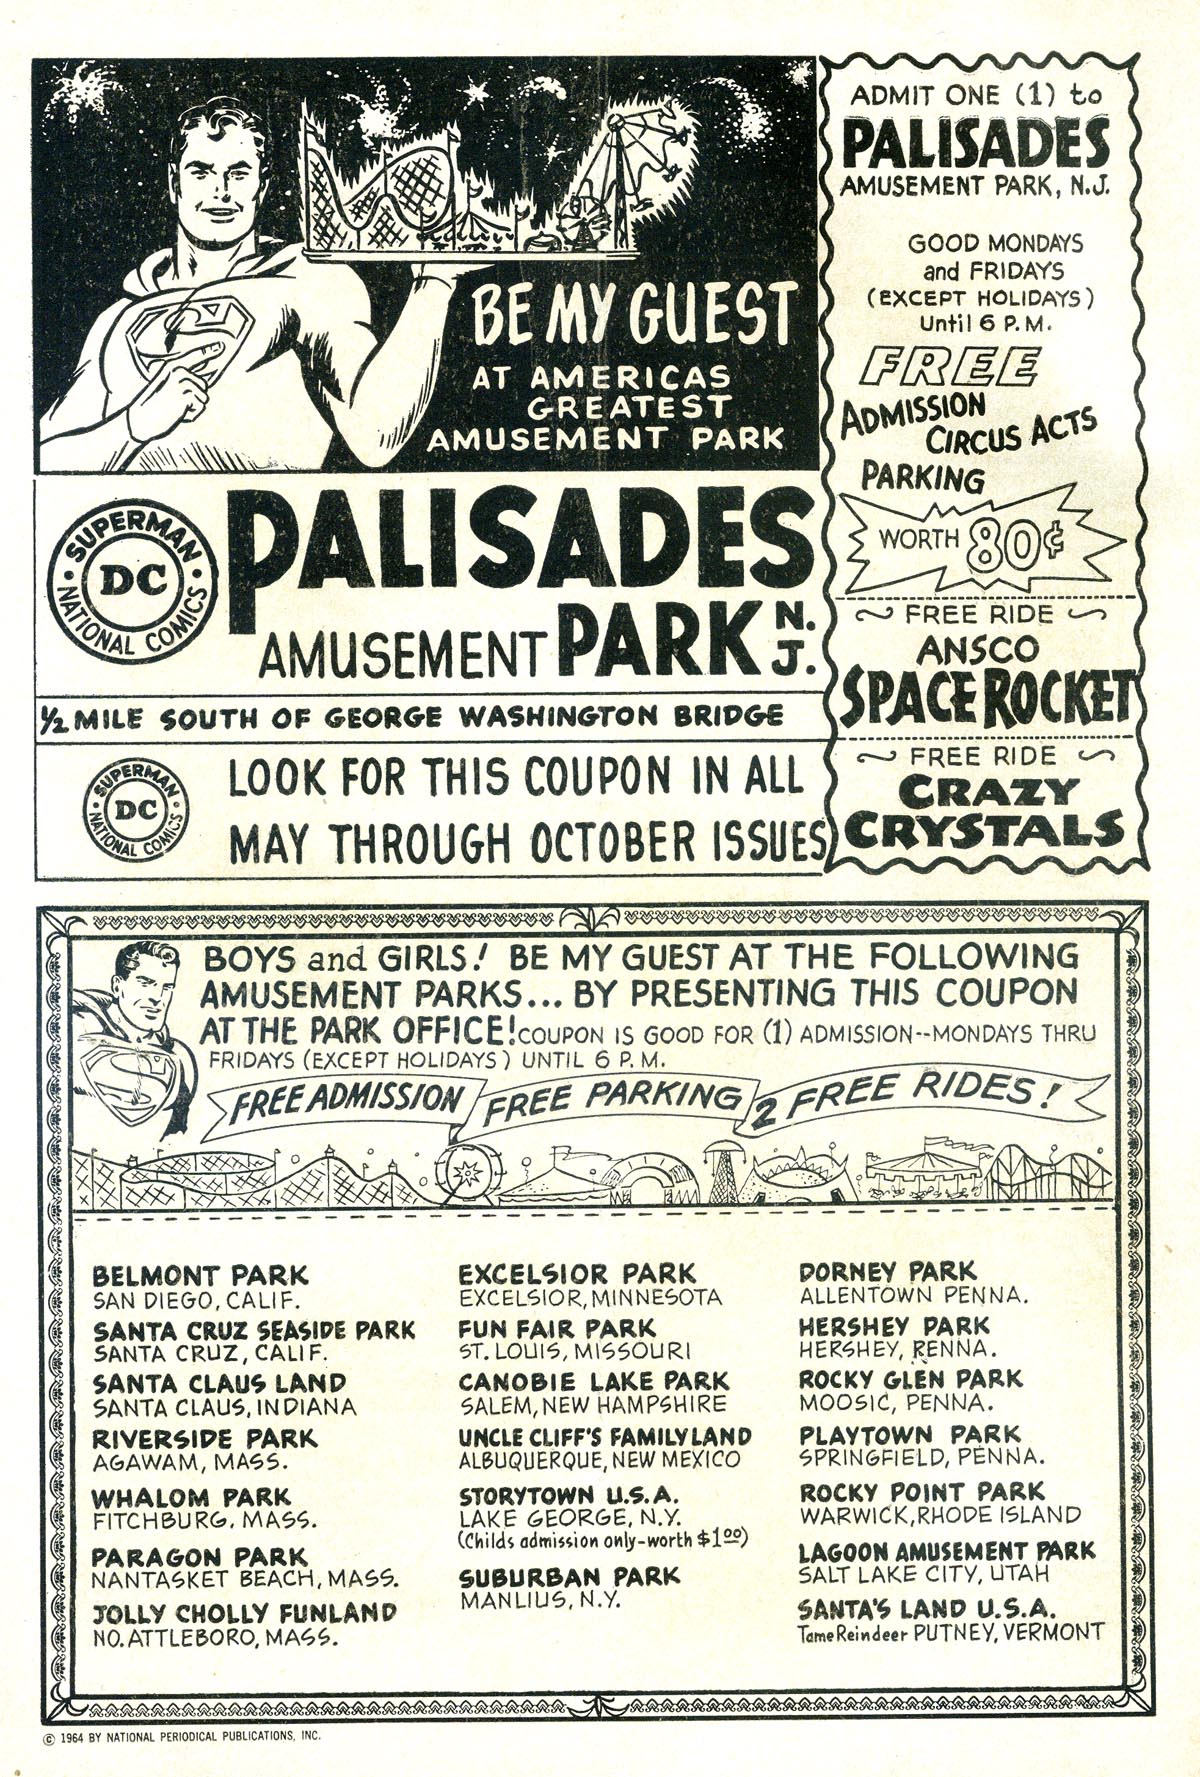 BE MY GUEST
AT AMERICAS
GREATEST
AMUSEMENT PARK
SUPERMAN
DC
NATIONAL COMICS
PALISADES
AMUSEMENT PARK N.J.
1/2 MILE SOUTH OF GEORGE WASHINGTON BRIDGE
SUPERMAN
DC
NATIONAL COMICS
LOOK FOR THIS COUPON IN ALL
MAY THROUGH OCTOBER ISSUES
ADMIT ONE (1) to
PALISADES
AMUSEMENT PARK, N.J.
GOOD MONDAYS
and FRIDAYS
(EXCEPT HOLIDAYS)
Until 6 P.M.
FREE
ADMISSION
CIRCUS ACTS
PARKING
WORTH 80¢
FREE RIDE
ANSCO
SPACE ROCKET
FREE RIDE
CRAZY
CRYSTALS
BOYS and GIRLS! BE MY GUEST AT THE FOLLOWING
AMUSEMENT PARKS... BY PRESENTING THIS COUPON
AT THE PARK OFFICE! COUPON IS GOOD FOR (1) ADMISSION--MONDAYS THRU
FRIDAYS (EXCEPT HOLIDAYS) UNTIL 6 P.M.
FREE ADMISSION FREE PARKING 2 FREE RIDES!
BELMONT PARK
SAN DIEGO, CALIF.
SANTA CRUZ SEASIDE PARK
SANTA CRUZ, CALIF.
SANTA CLAUS LAND
SANTA CLAUS, INDIANA
RIVERSIDE PARK
AGAWAM, MASS.
WHALOM PARK
FITCHBURG. MASS.
PARAGON PARK
NANTASKET BEACH, MASS.
JOLLY CHOLLY FUNLAND
NO. ATTLEBORO, MASS.
EXCELSIOR PARK
EXCELSIOR, MINNESOTA
FUN FAIR PARK
ST. LOUIS, MISSOURI
CANOBIE LAKE PARK
SALEM, NEW HAMPSHIRE
UNCLE CLIFF'S FAMILYLAND
ALBUQUERQUE, NEW MEXICO
STORYTOWN U.S.A.
LAKE GEORGE, N.Y.
(Childs admission only-worth $1.00)
SUBURBAN PARK
MANLIUS, N.Y.
DORNEY PARK
ALLENTOWN PENNA.
HERSHEY PARK
HERSHEY, PENNA.
ROCKY GLEN PARK
MOOSIC, PENNA.
PLAYTOWN PARK
SPRINGFIELD, PENNA.
ROCKY POINT PARK
WARWICK, RHODE ISLAND
LAGOON AMUSEMENT PARK
SALT LAKE CITY, UTAH
SANTA'S LAND U.S.A.
Tame Reindeer PUTNEY, VERMONT
© 1964 BY NATIONAL PERIODICAL PUBLICATIONS, INC.